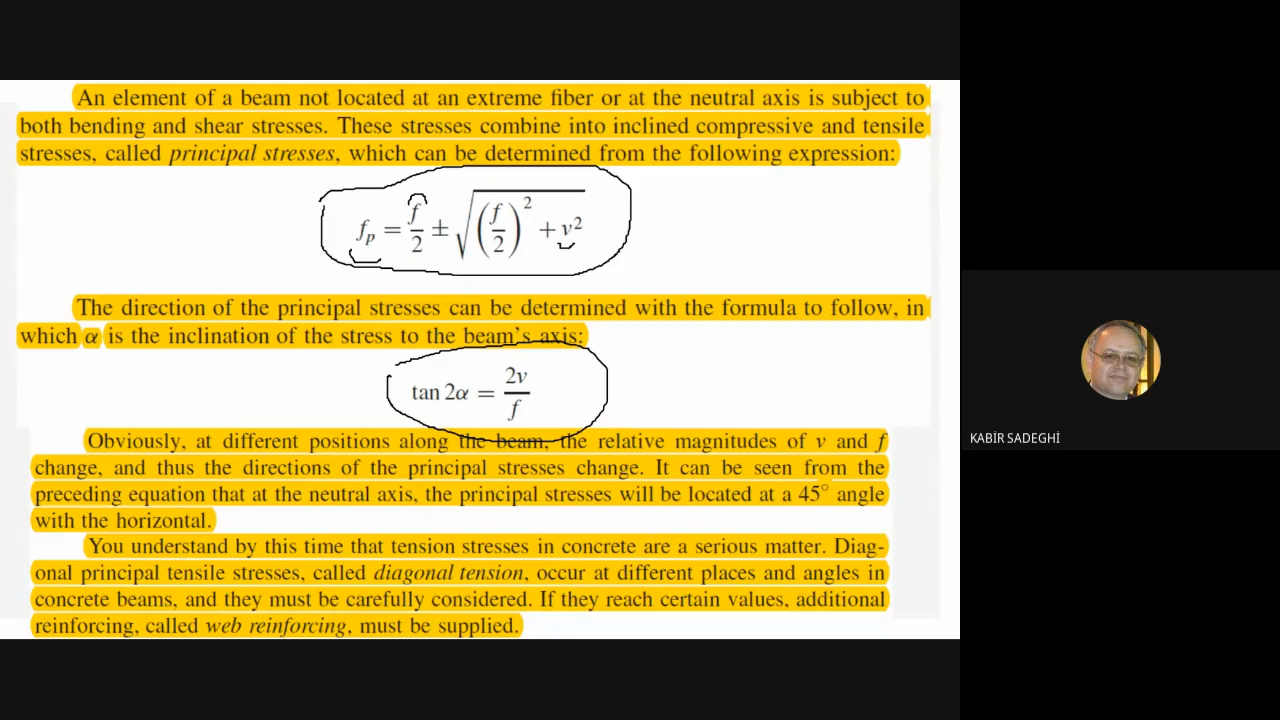 An element of a beam not located at an extreme fiber or at the neutral axis is subject to
both bending and shear stresses. These stresses combine into inclined compressive and tensile
stresses, called principal stresses, which can be determined from the following expression:
f_p = f/2 ± √((f/2)² + v²)
The direction of the principal stresses can be determined with the formula to follow, in
which α is the inclination of the stress to the beam's axis:
tan 2α = 2v/f
Obviously, at different positions along the beam, the relative magnitudes of v and f
change, and thus the directions of the principal stresses change. It can be seen from the
preceding equation that at the neutral axis, the principal stresses will be located at a 45° angle
with the horizontal.
You understand by this time that tension stresses in concrete are a serious matter. Diag-
onal principal tensile stresses, called diagonal tension, occur at different places and angles in
concrete beams, and they must be carefully considered. If they reach certain values, additional
reinforcing, called web reinforcing, must be supplied.
KABİR SADEGHİ